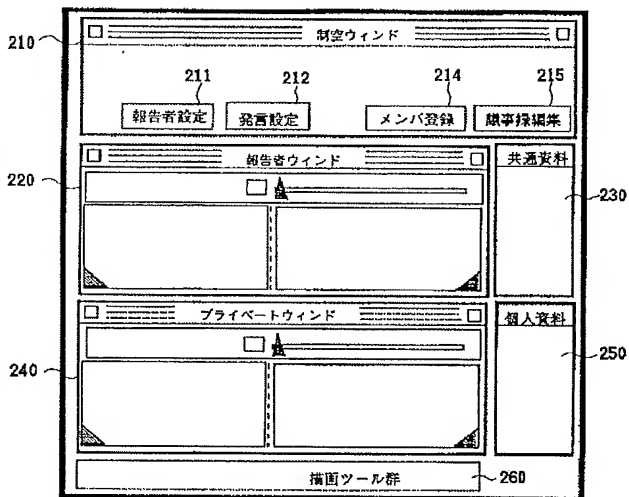 210
制空ウィンド
211 212 214 215
報告者設定 発言設定 メンバ登録 議事録編集
220
報告者ウィンド
共通資料
230
240
プライベートウィンド
個人資料
250
描画ツール群
260